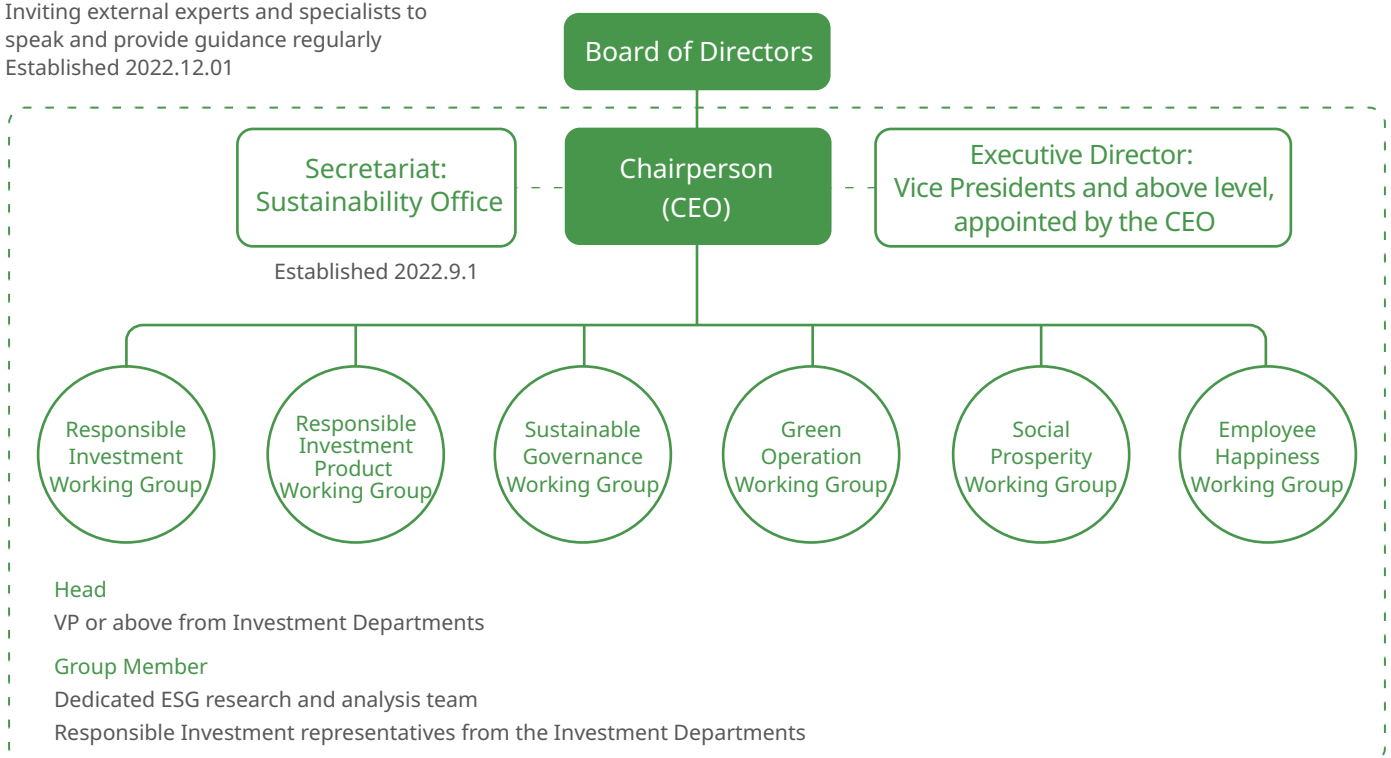 Inviting external experts and specialists to
speak and provide guidance regularly
Established 2022.12.01
Board of Directors
Secretariat:
Sustainability Office
Chairperson
(CEO)
Executive Director:
Vice Presidents and above level,
appointed by the CEO
Established 2022.9.1
Responsible
Investment
Working Group
Responsible
Investment
Product
Working Group
Sustainable
Governance
Working Group
Green
Operation
Working Group
Social
Prosperity
Working Group
Employee
Happiness
Working Group
Head
VP or above from Investment Departments
Group Member
Dedicated ESG research and analysis team
Responsible Investment representatives from the Investment Departments